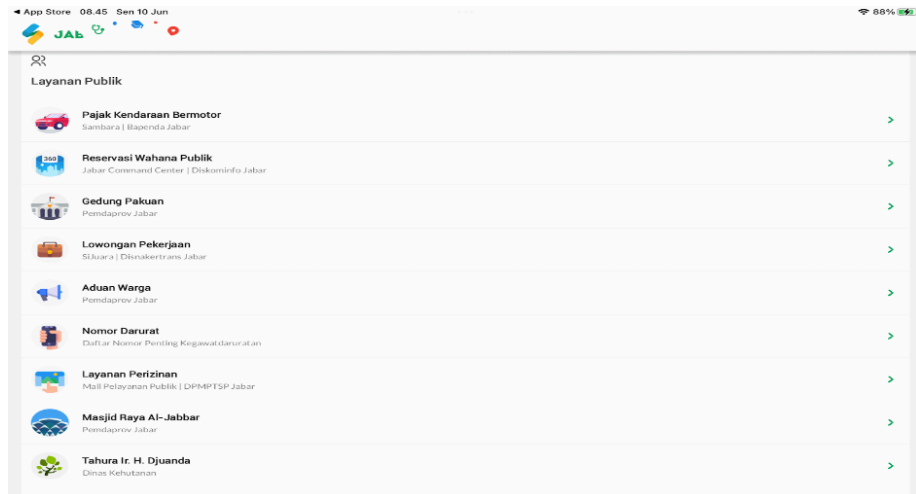 App Store 08.45 Sen 10 Jun 88%
Layanan Publik
Pajak Kendaraan Bermotor
Sambara | Bapenda Jabar
360
Reservasi Wahana Publik
Jabar Command Center | Diskominfo Jabar
Gedung Pakuan
Pemdaprov Jabar
Lowongan Pekerjaan
SiJuara | Disnakertrans Jabar
Aduan Warga
Pemdaprov Jabar
Nomor Darurat
Daftar Nomor Penting Kegawatdaruratan
Layanan Perizinan
Mall Pelayanan Publik | DPMPTSP Jabar
Masjid Raya Al-Jabbar
Pemdaprov Jabar
Tahura Ir. H. Djuanda
Dinas Kehutanan